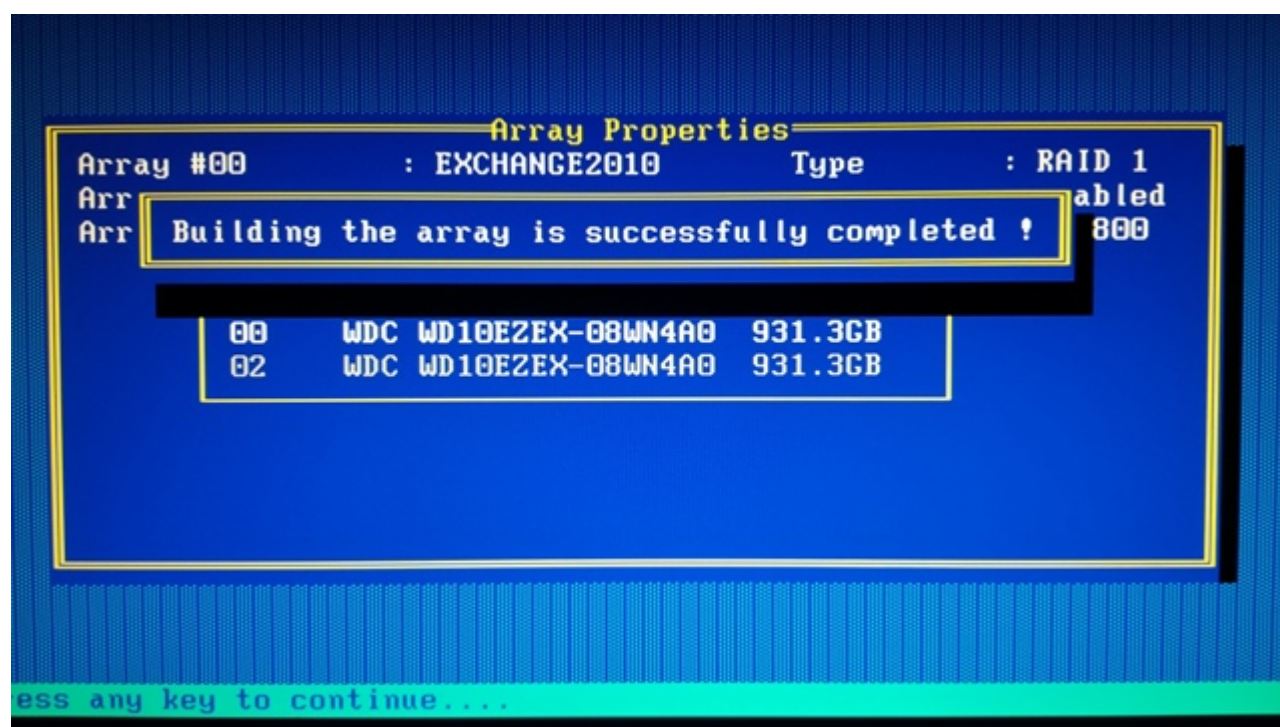 Array Properties
Array #00 : EXCHANGE2010 Type : RAID 1
Arr abled
Arr 800
Building the array is successfully completed !
00 WDC WD10EZEX-08WN4A0 931.3GB
02 WDC WD10EZEX-08WN4A0 931.3GB
ess any key to continue....